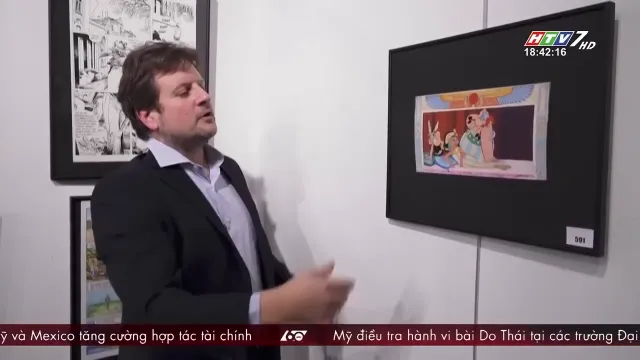 HTV7 HD
18:42:16
501
ỹ và Mexico tăng cường hợp tác tài chính
60
Mỹ điều tra hành vi bài Do Thái tại các trường Đại